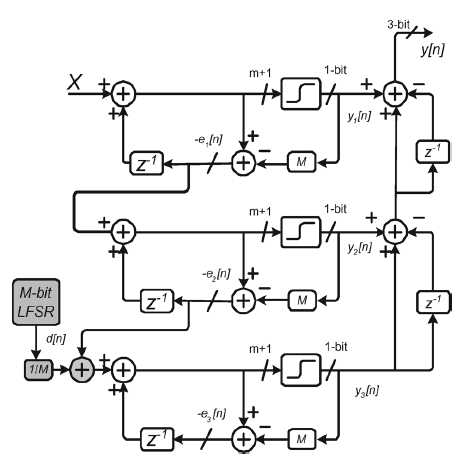 3-bit
y[n]
X
+
+
+
m+1
1-bit
+
+
−
+
y₁[n]
+
−
M
z⁻¹
-e₁[n]
+
z⁻¹
+
+
+
m+1
1-bit
+
+
−
+
y₂[n]
+
−
M
z⁻¹
-e₂[n]
+
z⁻¹
M-bit
LFSR
d[n]
1/M
+
+
+
+
m+1
1-bit
y₃[n]
+
−
M
z⁻¹
-e₃[n]
+